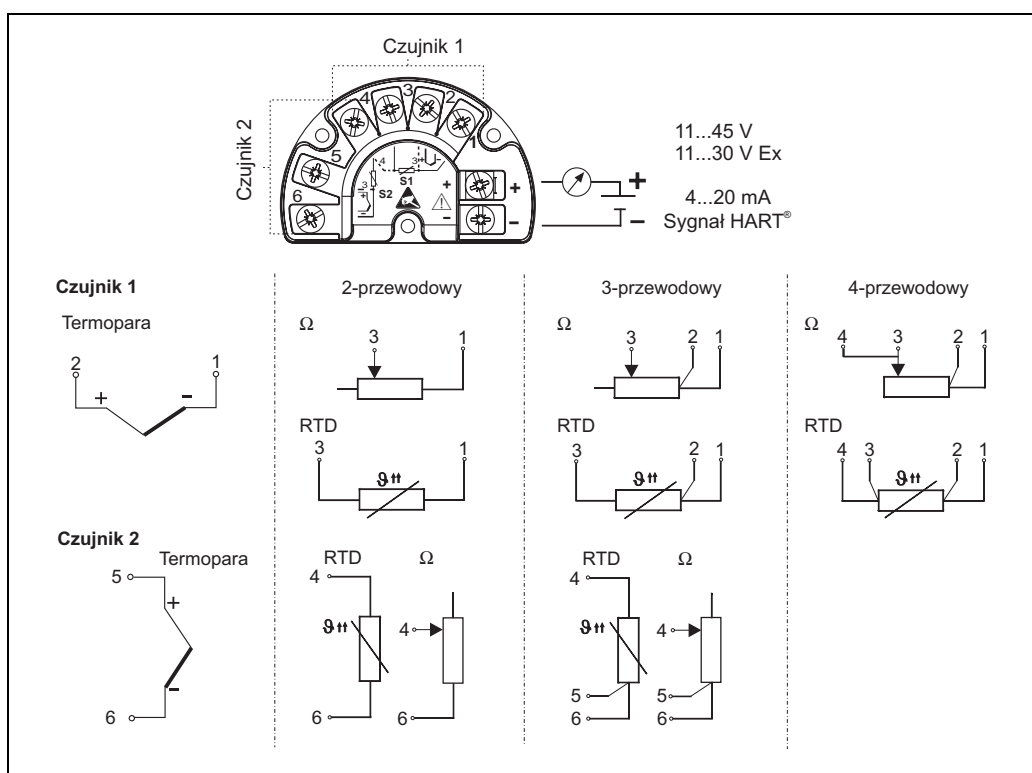 Czujnik 1
Czujnik 2
4 3 2
5 1
6
4 3 + -
S1
3
S2
+ -
+
-
+
-
+
-
11...45 V
11...30 V Ex
4...20 mA
Sygnał HART®
Czujnik 1
Termopara
2 1
+ -
2-przewodowy
Ω
3 1
RTD
3 1
ϑ
3-przewodowy
Ω
3 2 1
RTD
3 2 1
ϑ
4-przewodowy
Ω
4 3 2 1
RTD
4 3 2 1
ϑ
Czujnik 2
Termopara
5
+
-
6
RTD Ω
4
ϑ 4
6 6
RTD Ω
4
ϑ 4
5 5
6 6